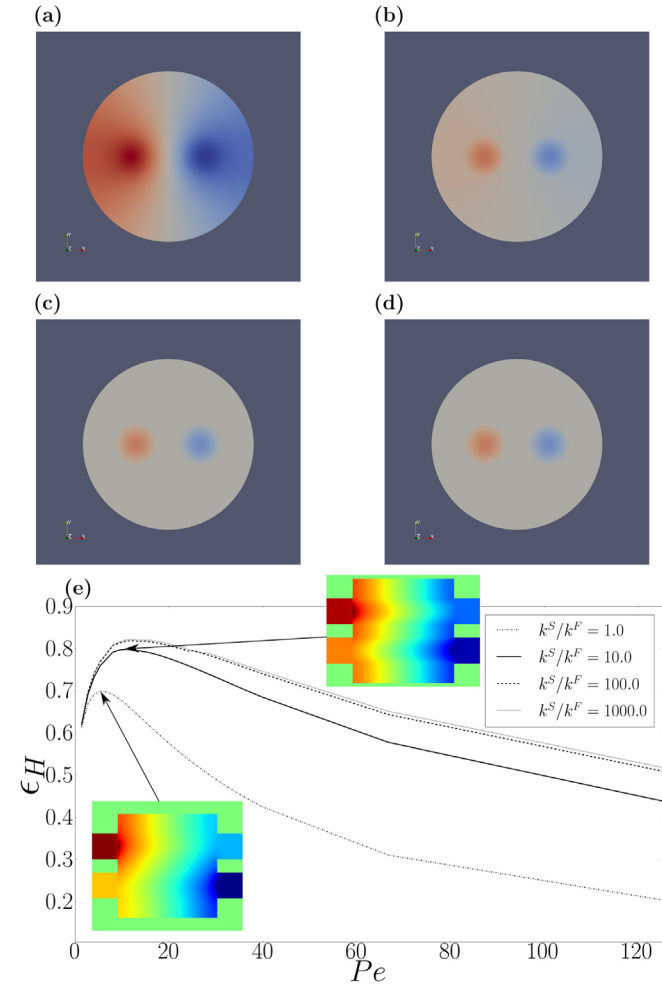 (a)
(b)
(c)
(d)
(e)
0.9
0.8
0.7
0.6
0.5
0.4
0.3
0.2
ϵ_H
k^S/k^F = 1.0
k^S/k^F = 10.0
k^S/k^F = 100.0
k^S/k^F = 1000.0
0 20 40 60 80 100 120
Pe